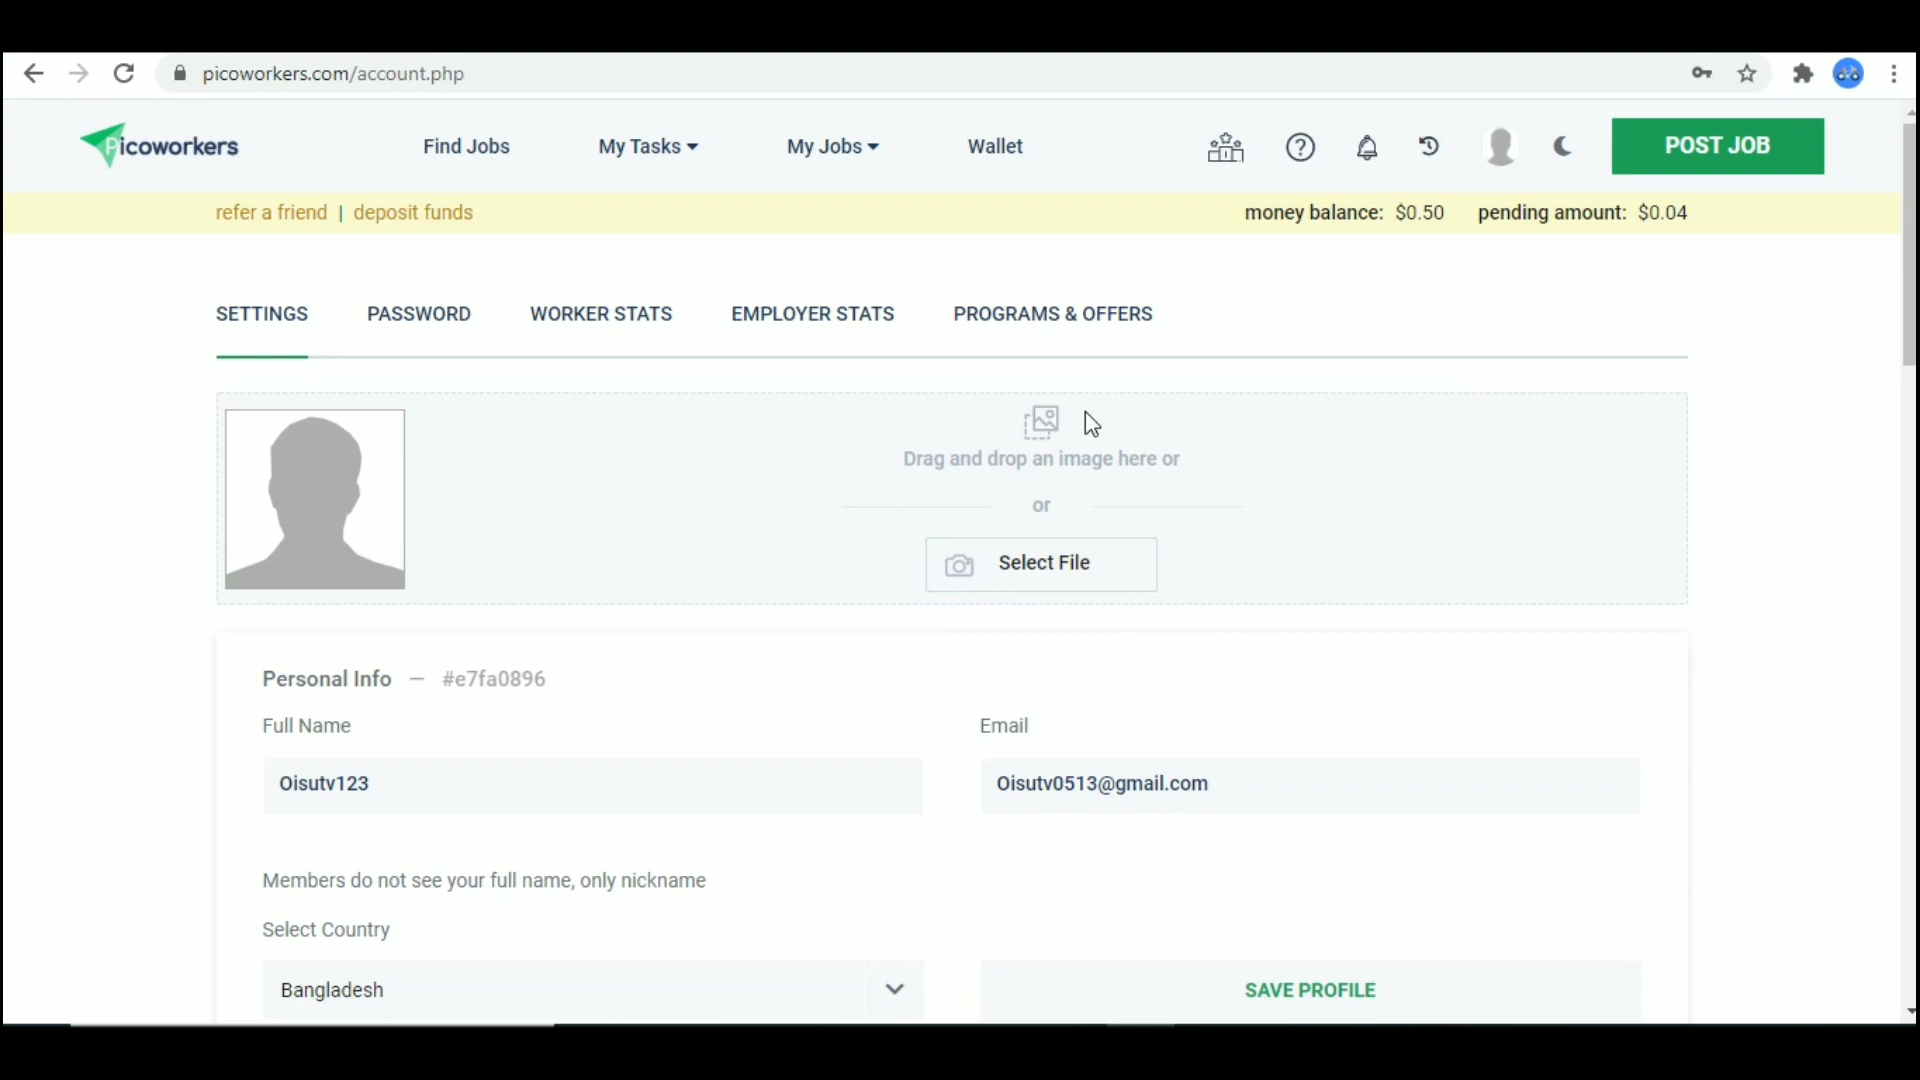 picoworkers.com/account.php
Picoworkers
Find Jobs
My Tasks
My Jobs
Wallet
POST JOB
refer a friend | deposit funds
money balance: $0.50
pending amount: $0.04
SETTINGS
PASSWORD
WORKER STATS
EMPLOYER STATS
PROGRAMS & OFFERS
Drag and drop an image here or
or
Select File
Personal Info — #e7fa0896
Full Name
Email
Oisutv123
Oisutv0513@gmail.com
Members do not see your full name, only nickname
Select Country
Bangladesh
SAVE PROFILE